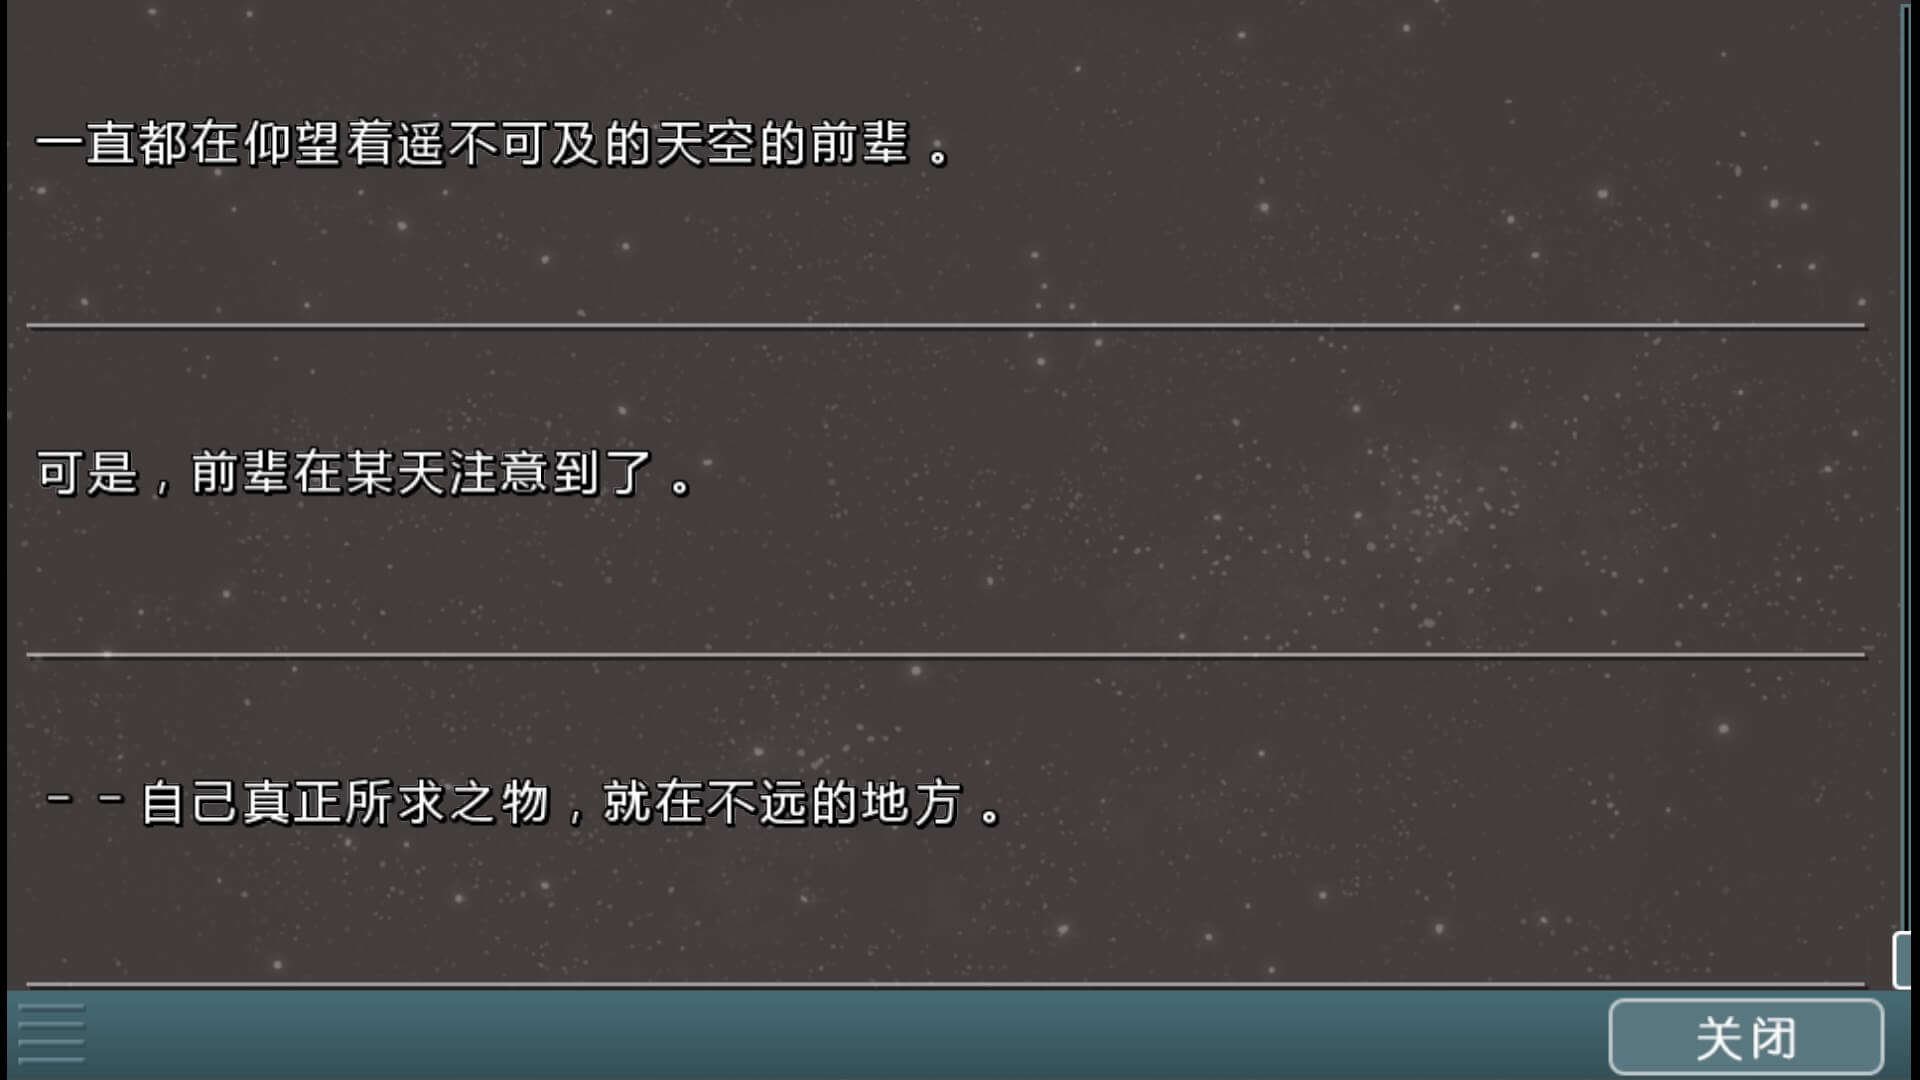 一直都在仰望着遥不可及的天空的前辈。
可是，前辈在某天注意到了。
－－自己真正所求之物，就在不远的地方。
关闭